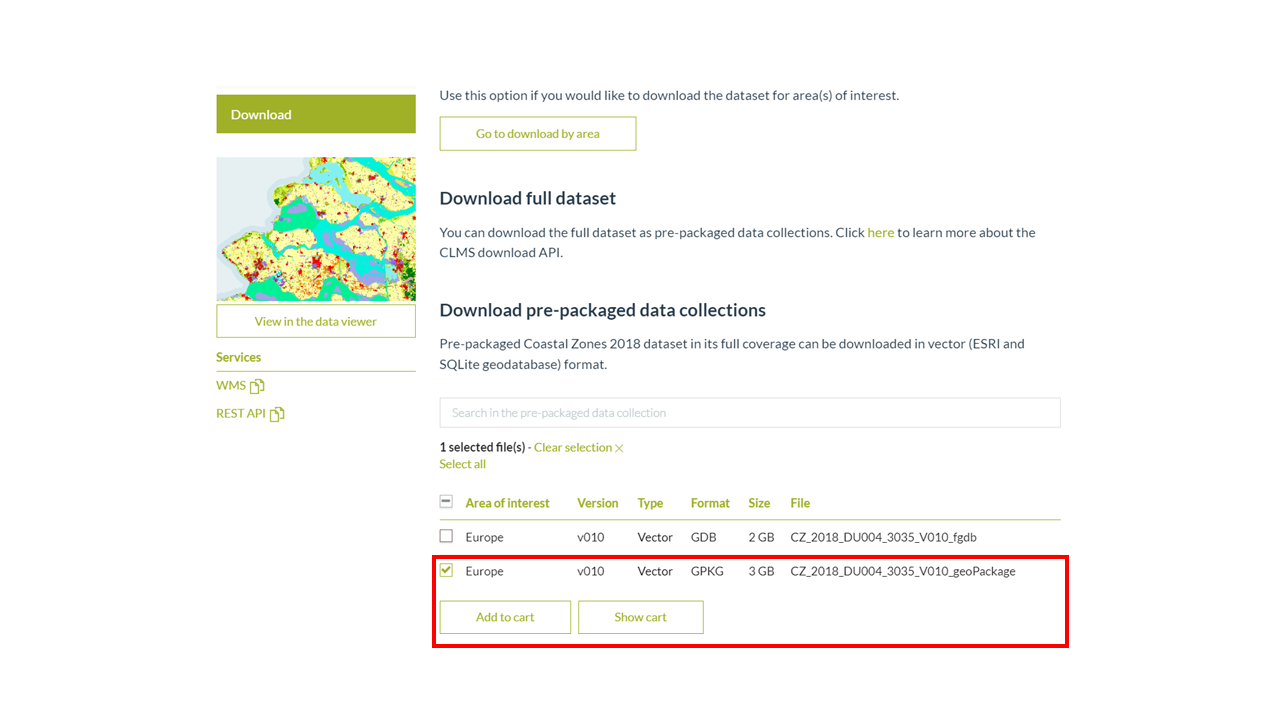 Download
View in the data viewer
Services
WMS
REST API
Use this option if you would like to download the dataset for area(s) of interest.
Go to download by area
Download full dataset
You can download the full dataset as pre-packaged data collections. Click here to learn more about the
CLMS download API.
Download pre-packaged data collections
Pre-packaged Coastal Zones 2018 dataset in its full coverage can be downloaded in vector (ESRI and
SQLite geodatabase) format.
Search in the pre-packaged data collection
1 selected file(s) - Clear selection
Select all
Area of interest Version Type Format Size File
Europe v010 Vector GDB 2 GB CZ_2018_DU004_3035_V010_fgdb
Europe v010 Vector GPKG 3 GB CZ_2018_DU004_3035_V010_geoPackage
Add to cart Show cart